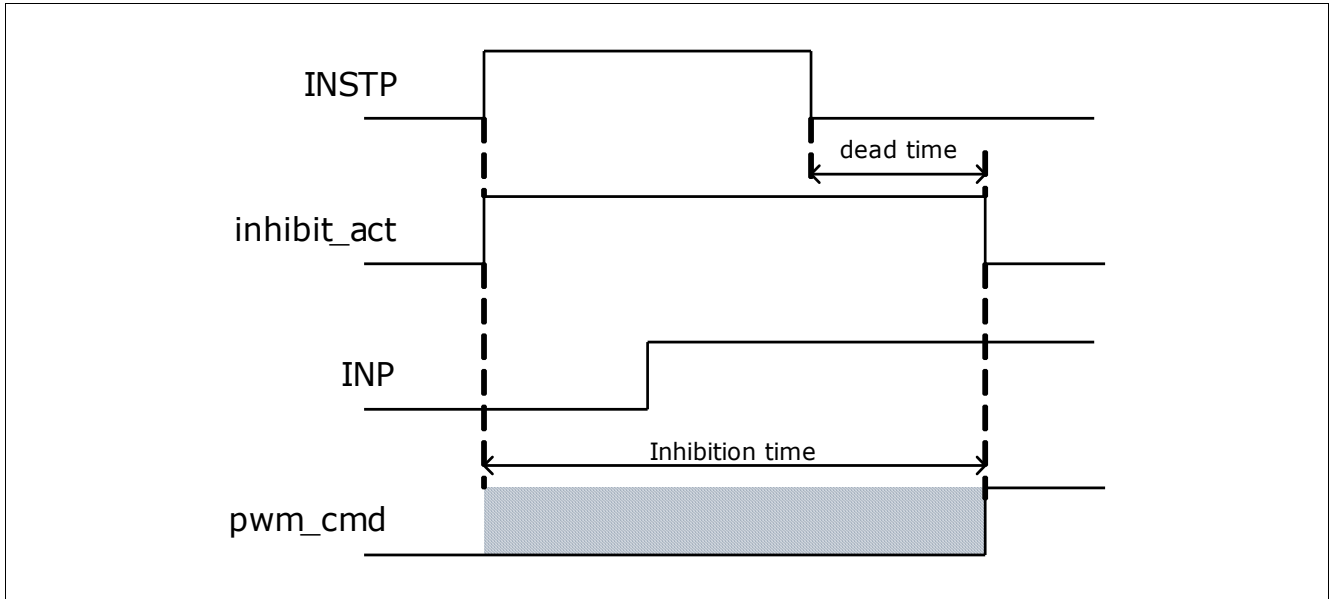 INSTP
dead time
inhibit_act
INP
Inhibition time
pwm_cmd